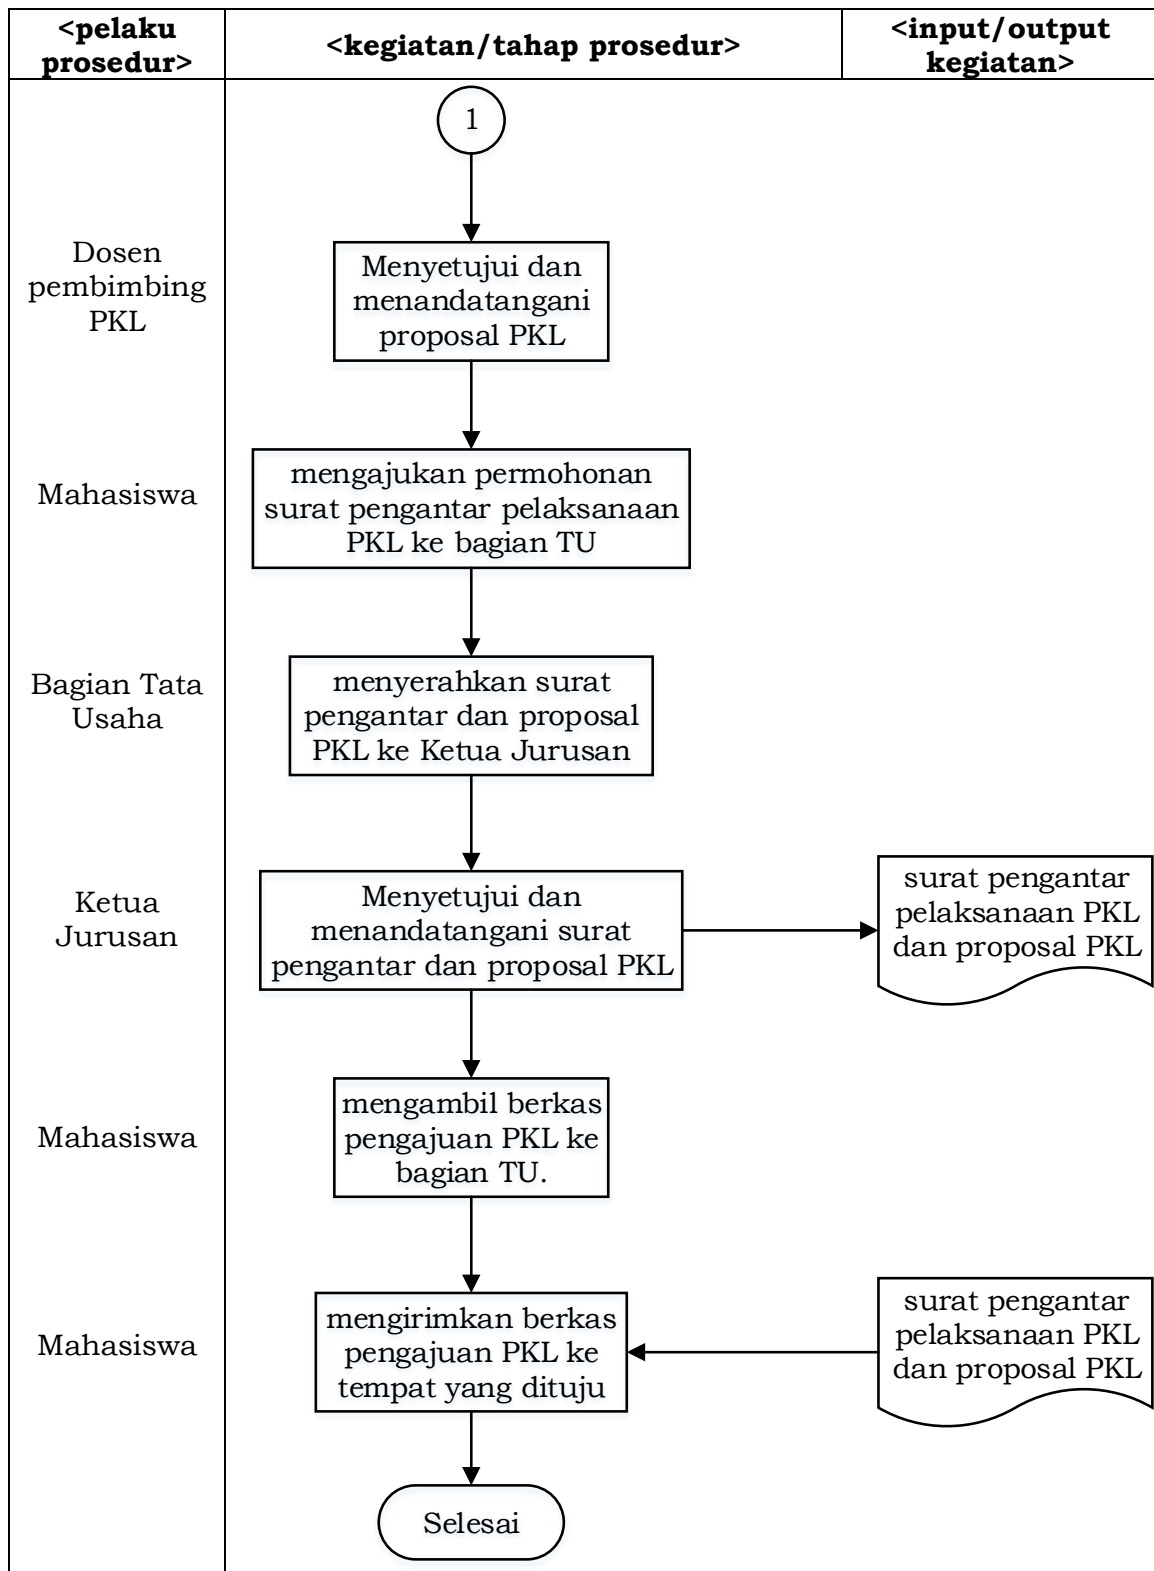 <pelaku
prosedur>
<kegiatan/tahap prosedur>
<input/output
kegiatan>
1
Dosen
pembimbing
PKL
Menyetujui dan
menandatangani
proposal PKL
Mahasiswa
mengajukan permohonan
surat pengantar pelaksanaan
PKL ke bagian TU
Bagian Tata
Usaha
menyerahkan surat
pengantar dan proposal
PKL ke Ketua Jurusan
Ketua
Jurusan
Menyetujui dan
menandatangani surat
pengantar dan proposal PKL
surat pengantar
pelaksanaan PKL
dan proposal PKL
Mahasiswa
mengambil berkas
pengajuan PKL ke
bagian TU.
Mahasiswa
mengirimkan berkas
pengajuan PKL ke
tempat yang dituju
surat pengantar
pelaksanaan PKL
dan proposal PKL
Selesai